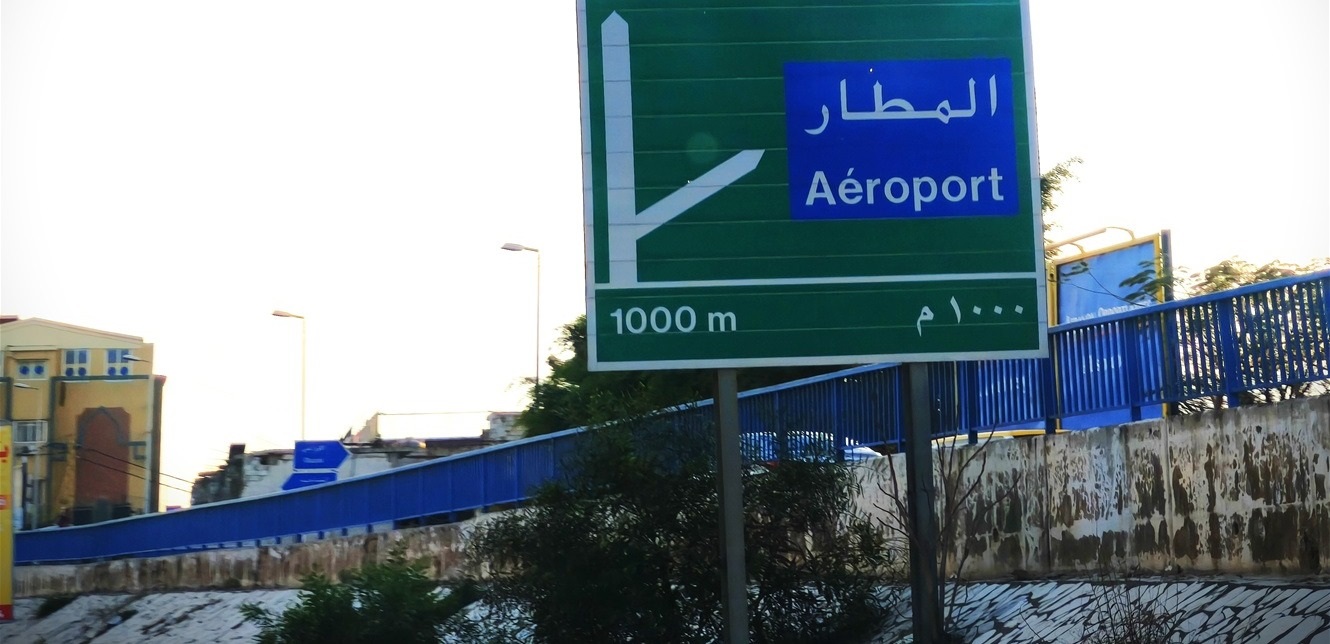 المطار
Aéroport
1000 m
١٠٠٠ م